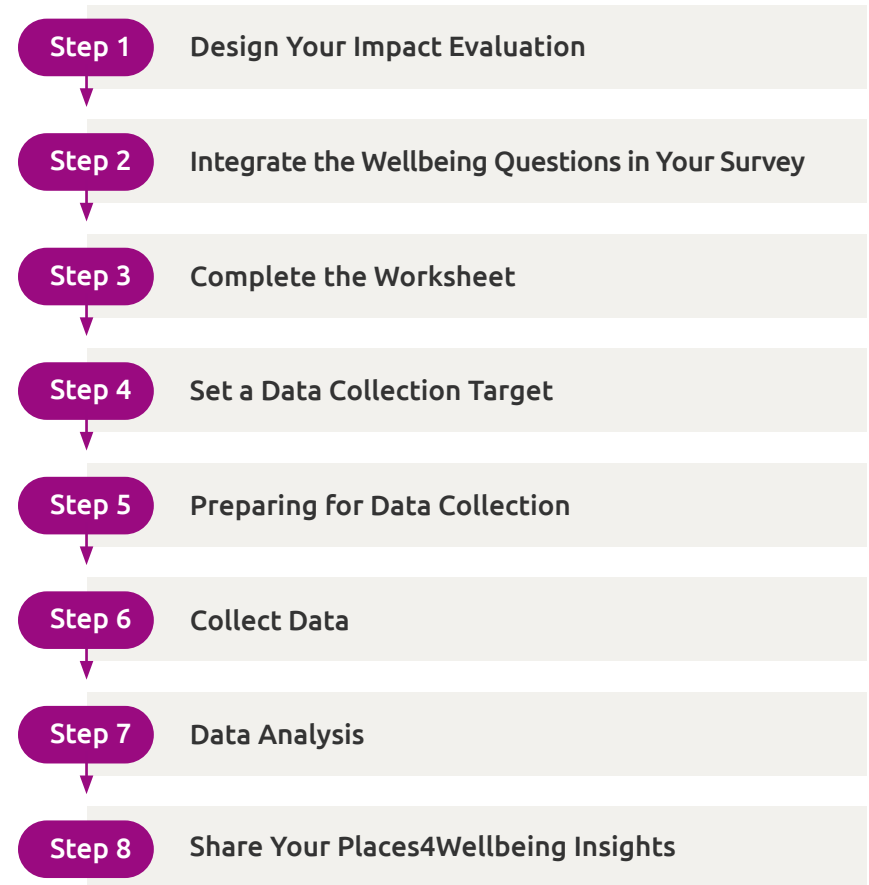 Step 1 Design Your Impact Evaluation
Step 2 Integrate the Wellbeing Questions in Your Survey
Step 3 Complete the Worksheet
Step 4 Set a Data Collection Target
Step 5 Preparing for Data Collection
Step 6 Collect Data
Step 7 Data Analysis
Step 8 Share Your Places4Wellbeing Insights